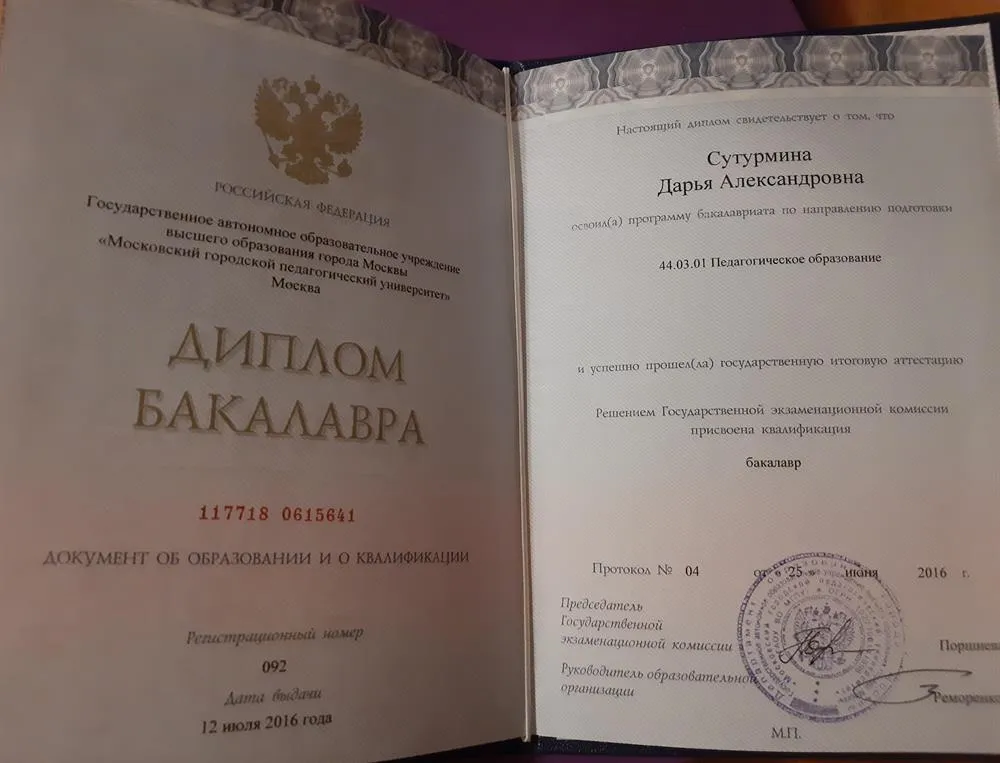 РОССИЙСКАЯ ФЕДЕРАЦИЯ
Государственное автономное образовательное учреждение
высшего образования города Москвы
«Московский городской педагогический университет»
Москва
ДИПЛОМ
БАКАЛАВРА
117718 0615641
ДОКУМЕНТ ОБ ОБРАЗОВАНИИ И О КВАЛИФИКАЦИИ
Регистрационный номер
092
Дата выдачи
12 июля 2016 года
Настоящий диплом свидетельствует о том, что
Сутурмина
Дарья Александровна
освоил(а) программу бакалавриата по направлению подготовки
44.03.01 Педагогическое образование
и успешно прошел(ла) государственную итоговую аттестацию
Решением Государственной экзаменационной комиссии
присвоена квалификация
бакалавр
Протокол № 04 от 25 июня 2016 г.
Председатель
Государственной
экзаменационной комиссии
Поршнева
Руководитель образовательной
организации
Реморенко
М.П.